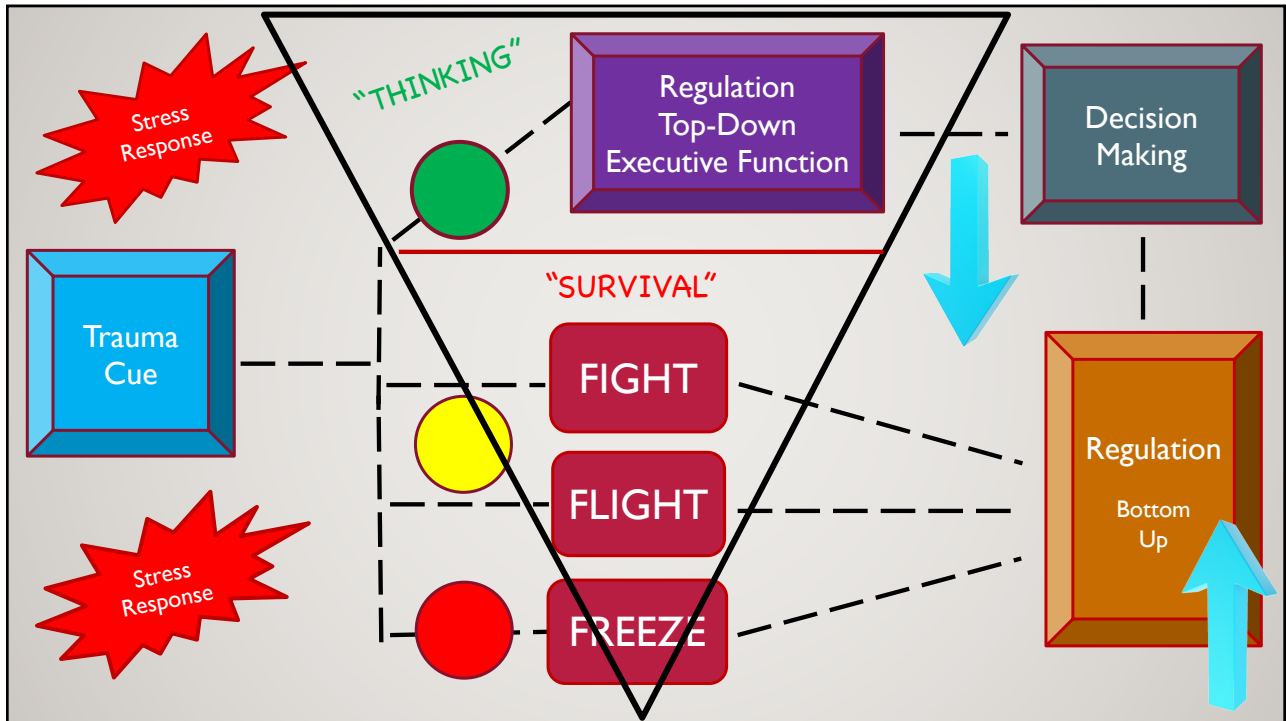 Stress
Response
“THINKING”
Regulation
Top-Down
Executive Function
Decision
Making
Trauma
Cue
“SURVIVAL”
FIGHT
FLIGHT
FREEZE
Regulation
Bottom
Up
Stress
Response